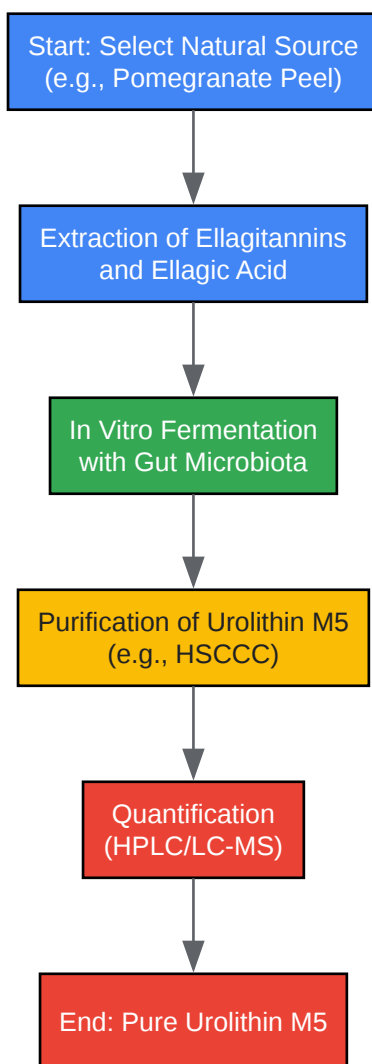 Start: Select Natural Source
(e.g., Pomegranate Peel)
Extraction of Ellagitannins
and Ellagic Acid
In Vitro Fermentation
with Gut Microbiota
Purification of Urolithin M5
(e.g., HSCCC)
Quantification
(HPLC/LC-MS)
End: Pure Urolithin M5